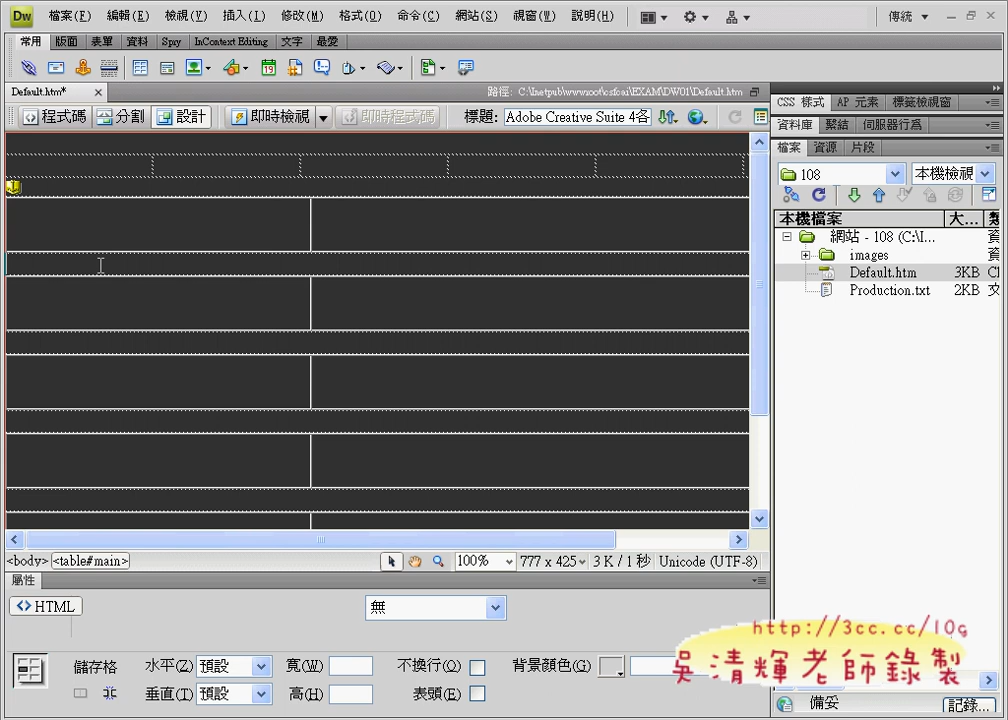 Dw 檔案(F) 編輯(E) 檢視(V) 插入(I) 修改(M) 格式(O) 命令(C) 網站(S) 視窗(W) 說明(H) 傳統
常用 版面 表單 資料 Spry InContext Editing 文字 最愛
Default.htm* 路徑: C:\Inetpub\wwwroot\csfoai\EXAM\DW01\Default.htm
程式碼 分割 設計 即時檢視 即時程式碼 標題: Adobe Creative Suite 4各
CSS 樣式 AP 元素 標籤檢視窗
資料庫 繫結 伺服器行為
檔案 資源 片段
108 本機檢視
本機檔案 大... 類
網站 - 108 (C:\I... 資
images 資
Default.htm 3KB
Production.txt 2KB 文
<body> <table#main> 100% 777 x 425 3 K / 1 秒 Unicode (UTF-8)
屬性
HTML 無
儲存格 水平(Z) 預設 寬(W) 不換行(O) 背景顏色(G)
垂直(T) 預設 高(H) 表頭(E)
http://3cc.cc/10g
吳清輝老師錄製
備妥 記錄...